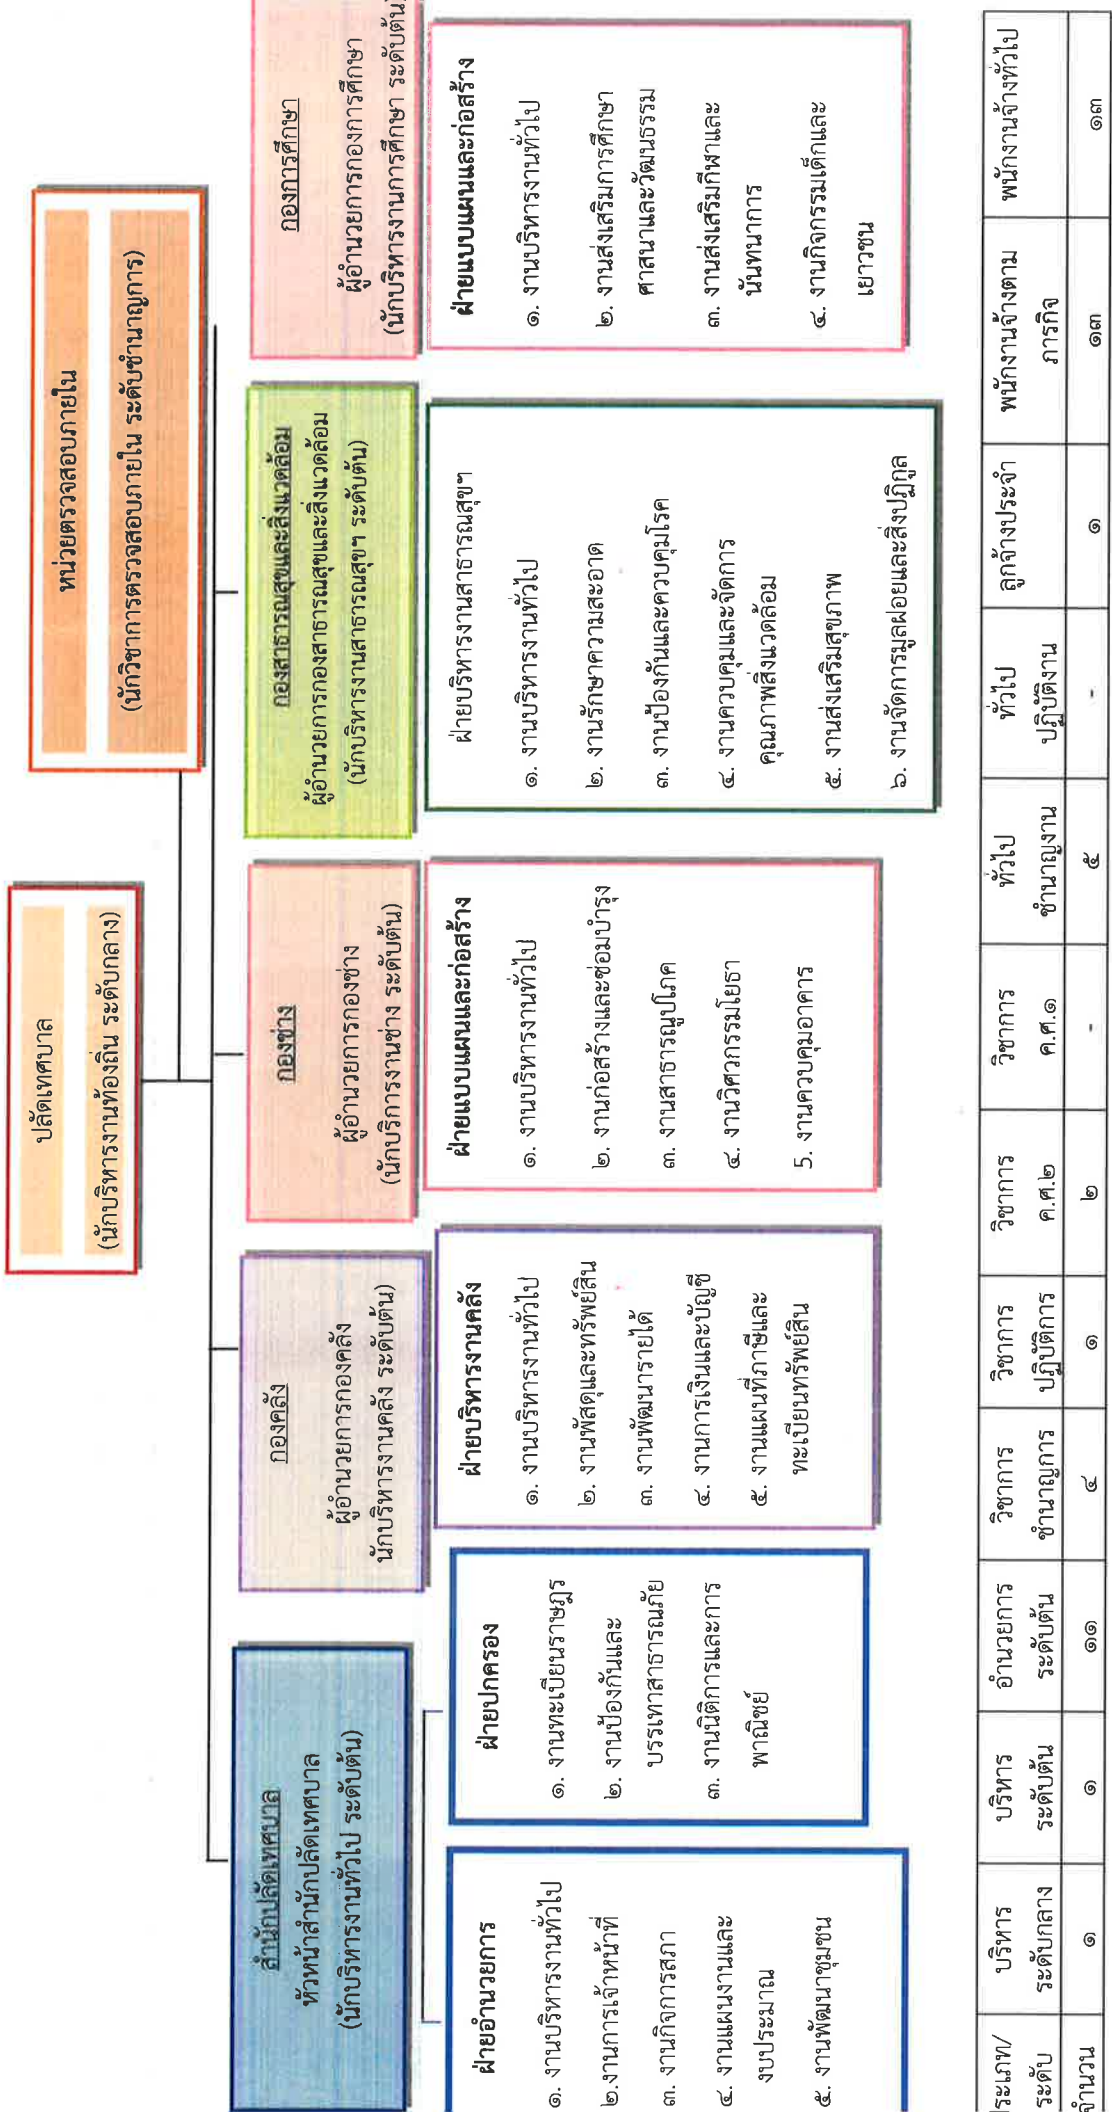 ปลัดเทศบาล
(นักบริหารงานท้องถิ่น ระดับกลาง)
หน่วยตรวจสอบภายใน
(นักวิชาการตรวจสอบภายใน ระดับชำนาญการ)
สำนักปลัดเทศบาล
หัวหน้าสำนักปลัดเทศบาล
(นักบริหารงานทั่วไป ระดับต้น)
ฝ่ายอำนวยการ
๑. งานบริหารงานทั่วไป
๒.งานการเจ้าหน้าที่
๓. งานกิจการสภา
๔. งานแผนงานและ
งบประมาณ
๕. งานพัฒนาชุมชน
ฝ่ายปกครอง
๑. งานทะเบียนราษฎร
๒. งานป้องกันและ
บรรเทาสาธารณภัย
๓. งานนิติการและการ
พาณิชย์
กองคลัง
ผู้อำนวยการกองคลัง
นักบริหารงานคลัง ระดับต้น)
ฝ่ายบริหารงานคลัง
๑. งานบริหารงานทั่วไป
๒. งานพัสดุและทรัพย์สิน
๓. งานพัฒนารายได้
๔. งานการเงินและบัญชี
๕. งานแผนที่ภาษีและ
ทะเบียนทรัพย์สิน
กองช่าง
ผู้อำนวยการกองช่าง
(นักบริการงานช่าง ระดับต้น)
ฝ่ายแบบแผนและก่อสร้าง
๑. งานบริหารงานทั่วไป
๒. งานก่อสร้างและซ่อมบำรุง
๓. งานสาธารณูปโภค
๔. งานวิศวกรรมโยธา
5. งานควบคุมอาคาร
กองสาธารณสุขและสิ่งแวดล้อม
ผู้อำนวยการกองสาธารณสุขและสิ่งแวดล้อม
(นักบริหารงานสาธารณสุขฯ ระดับต้น)
ฝ่ายบริหารงานสาธารณสุขฯ
๑. งานบริหารงานทั่วไป
๒. งานรักษาความสะอาด
๓. งานป้องกันและควบคุมโรค
๔. งานควบคุมและจัดการ
คุณภาพสิ่งแวดล้อม
๕. งานส่งเสริมสุขภาพ
๖. งานจัดการมูลฝอยและสิ่งปฏิกูล
กองการศึกษา
ผู้อำนวยการกองการศึกษา
(นักบริหารงานการศึกษา ระดับต้น)
ฝ่ายแบบแผนและก่อสร้าง
๑. งานบริหารงานทั่วไป
๒. งานส่งเสริมการศึกษา
ศาสนาและวัฒนธรรม
๓. งานส่งเสริมกีฬาและ
นันทนาการ
๔. งานกิจกรรมเด็กและ
เยาวชน
ประเภท/ บริหาร บริหาร อำนวยการ วิชาการ วิชาการ วิชาการ วิชาการ ทั่วไป ทั่วไป ลูกจ้างประจำ พนักงานจ้างตาม พนักงานจ้างทั่วไป
ระดับ ระดับกลาง ระดับต้น ระดับต้น ชำนาญการ ปฏิบัติการ ค.ศ.๒ ค.ศ.๑ ชำนาญงาน ปฏิบัติงาน ภารกิจ
จำนวน ๑ ๑ ๑๑ ๔ ๑ ๒ - ๕ - ๑ ๑๓ ๑๓